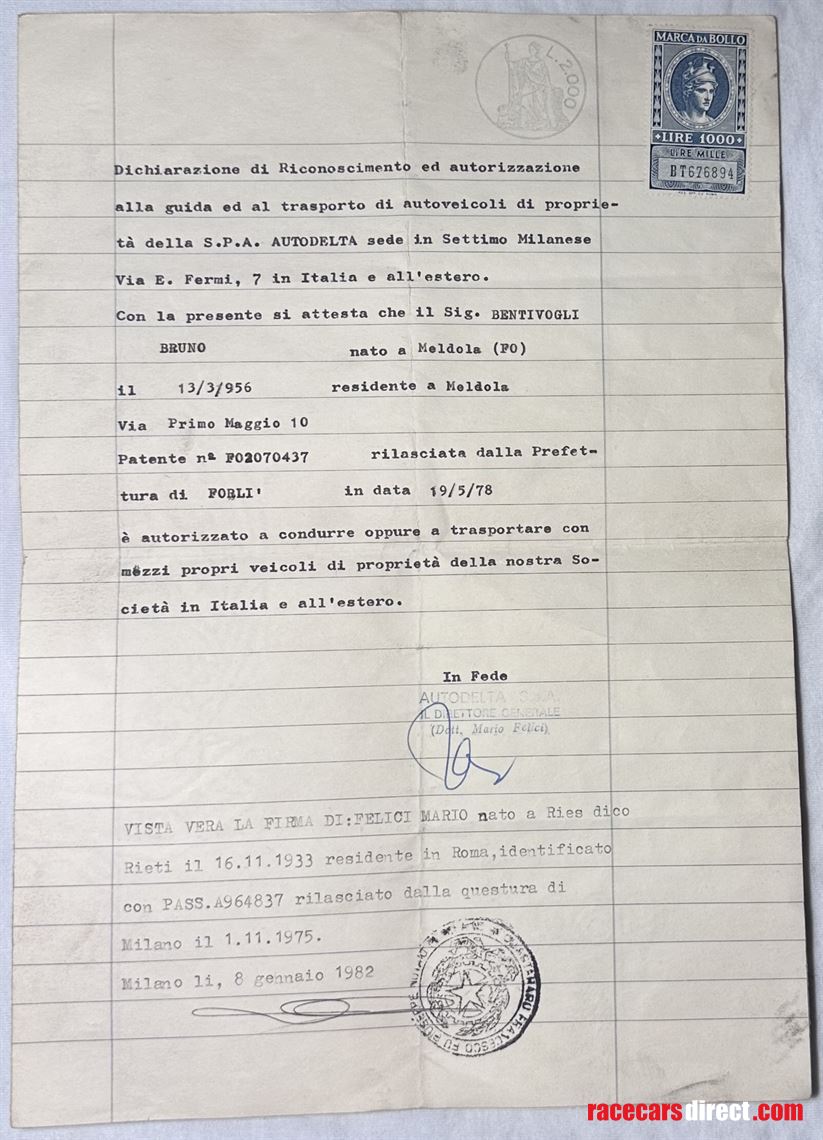 L.2.000
MARCA DA BOLLO
LIRE 1000
LIRE MILLE
BT676894
Dichiarazione di Riconoscimento ed autorizzazione
alla guida ed al trasporto di autoveicoli di proprie-
tà della S.P.A. AUTODELTA sede in Settimo Milanese
Via E. Fermi, 7 in Italia e all'estero.
Con la presente si attesta che il Sig. BENTIVOGLI
BRUNO nato a Meldola (FO)
il 13/3/956 residente a Meldola
Via Primo Maggio 10
Patente nº FO2070437 rilasciata dalla Prefet-
tura di FORLI' in data 19/5/78
è autorizzato a condurre oppure a trasportare con
mezzi propri veicoli di proprietà della nostra So-
cietà in Italia e all'estero.
In Fede
AUTODELTA S.p.A.
IL DIRETTORE GENERALE
(Dott. Mario Felici)
VISTA VERA LA FIRMA DI:FELICI MARIO nato a Ries dico
Rieti il 16.11.1933 residente in Roma,identificato
con PASS.A964837 rilasciato dalla questura di
Milano il 1.11.1975.
Milano li, 8 gennaio 1982
FRANCESCO FU GIUSEPPE NOTAIO
racecarsdirect.com